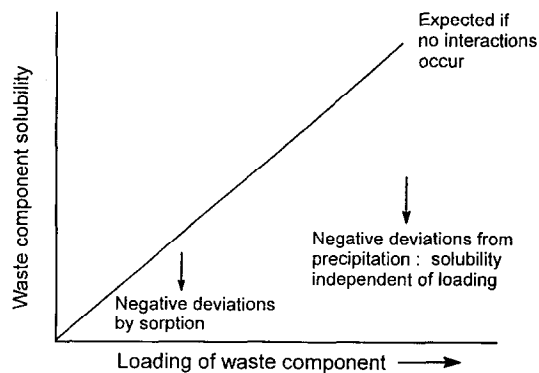 Expected if
no interactions
occur
Waste component solubility
Negative deviations from
precipitation : solubility
independent of loading
Negative deviations
by sorption
Loading of waste component